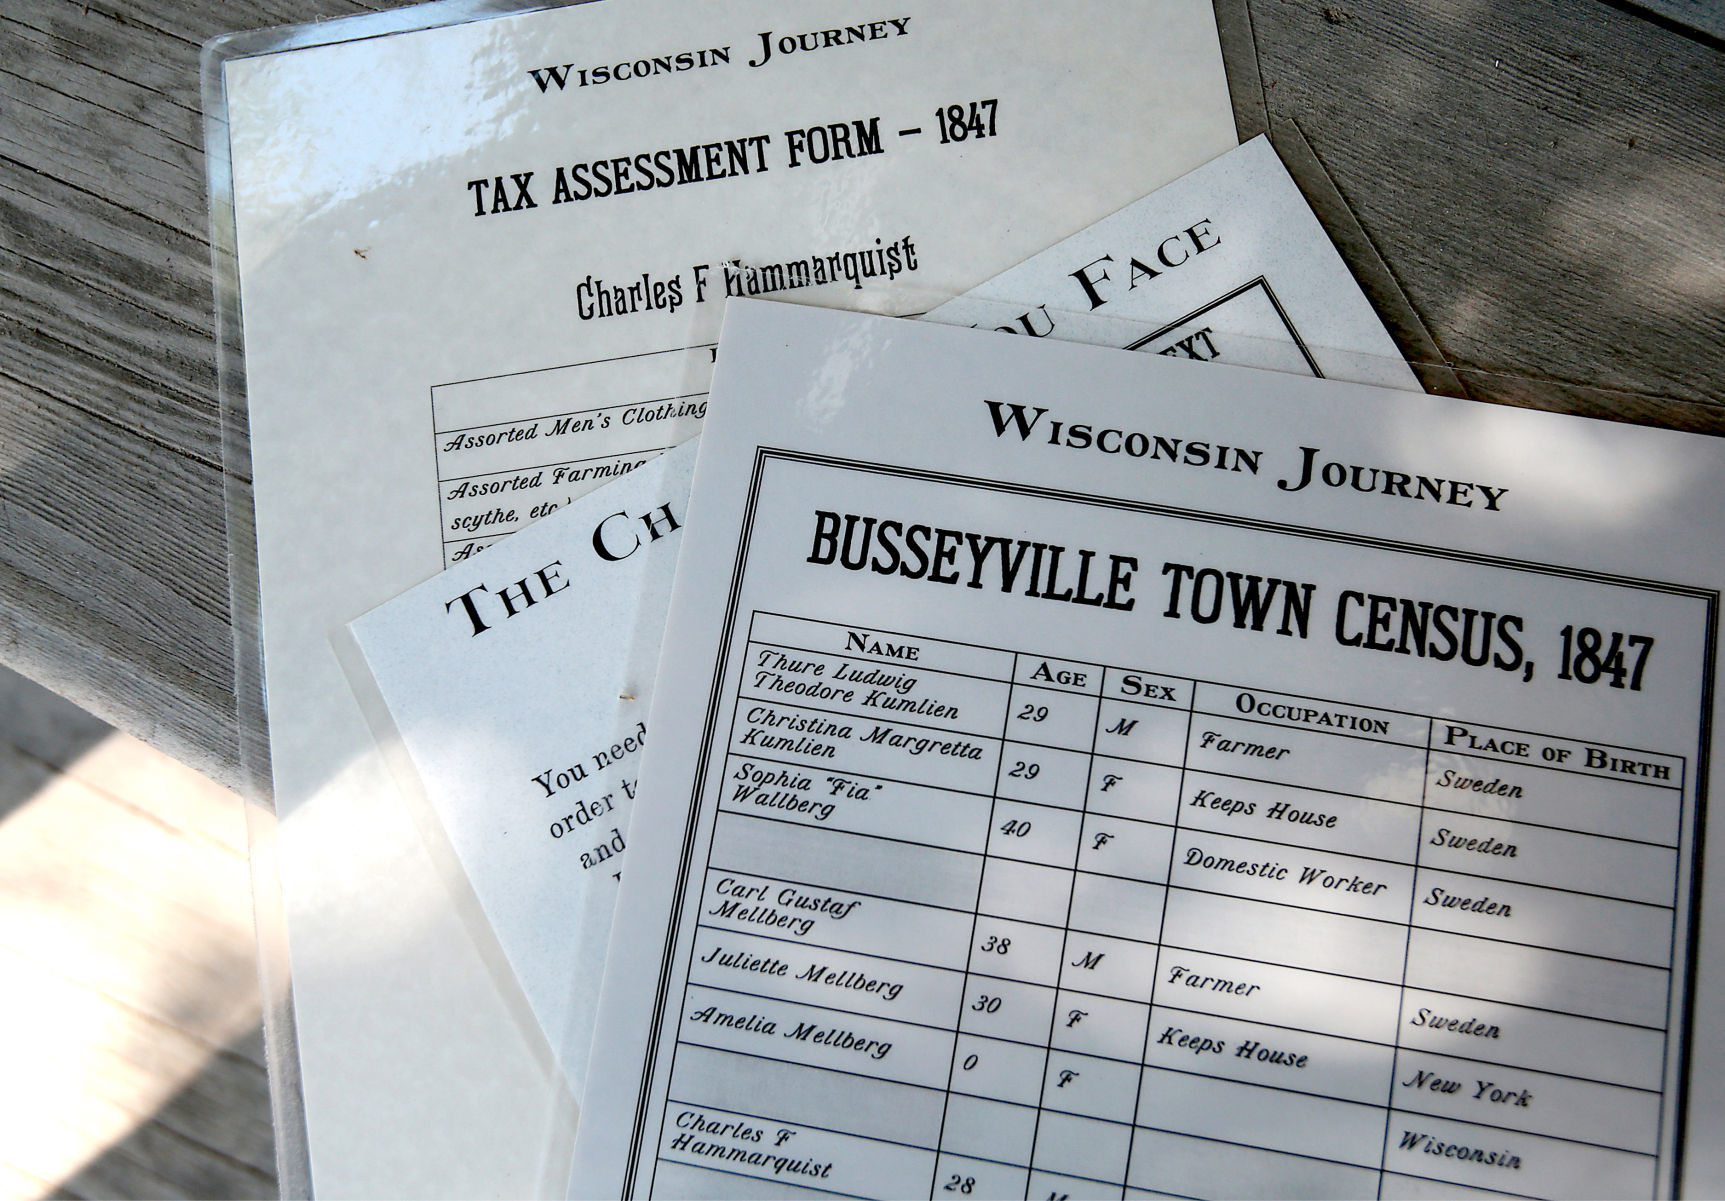 Wisconsin Journey
TAX ASSESSMENT FORM – 1847
Charles F Hammarquist
Assorted Men's Clothing
Assorted Farming
scythe, etc
You Face
The Ch
You need
order to
and
Wisconsin Journey
BUSSEYVILLE TOWN CENSUS, 1847
Name Age Sex Occupation Place of Birth
Thure Ludwig
Theodore Kumlien 29 M Farmer Sweden
Christina Margretta
Kumlien 29 F Keeps House Sweden
Sophia "Fia"
Wallberg 40 F Domestic Worker Sweden
Carl Gustaf
Mellberg 38 M Farmer Sweden
Juliette Mellberg 30 F Keeps House New York
Amelia Mellberg 0 F Wisconsin
Charles F
Hammarquist 28 M